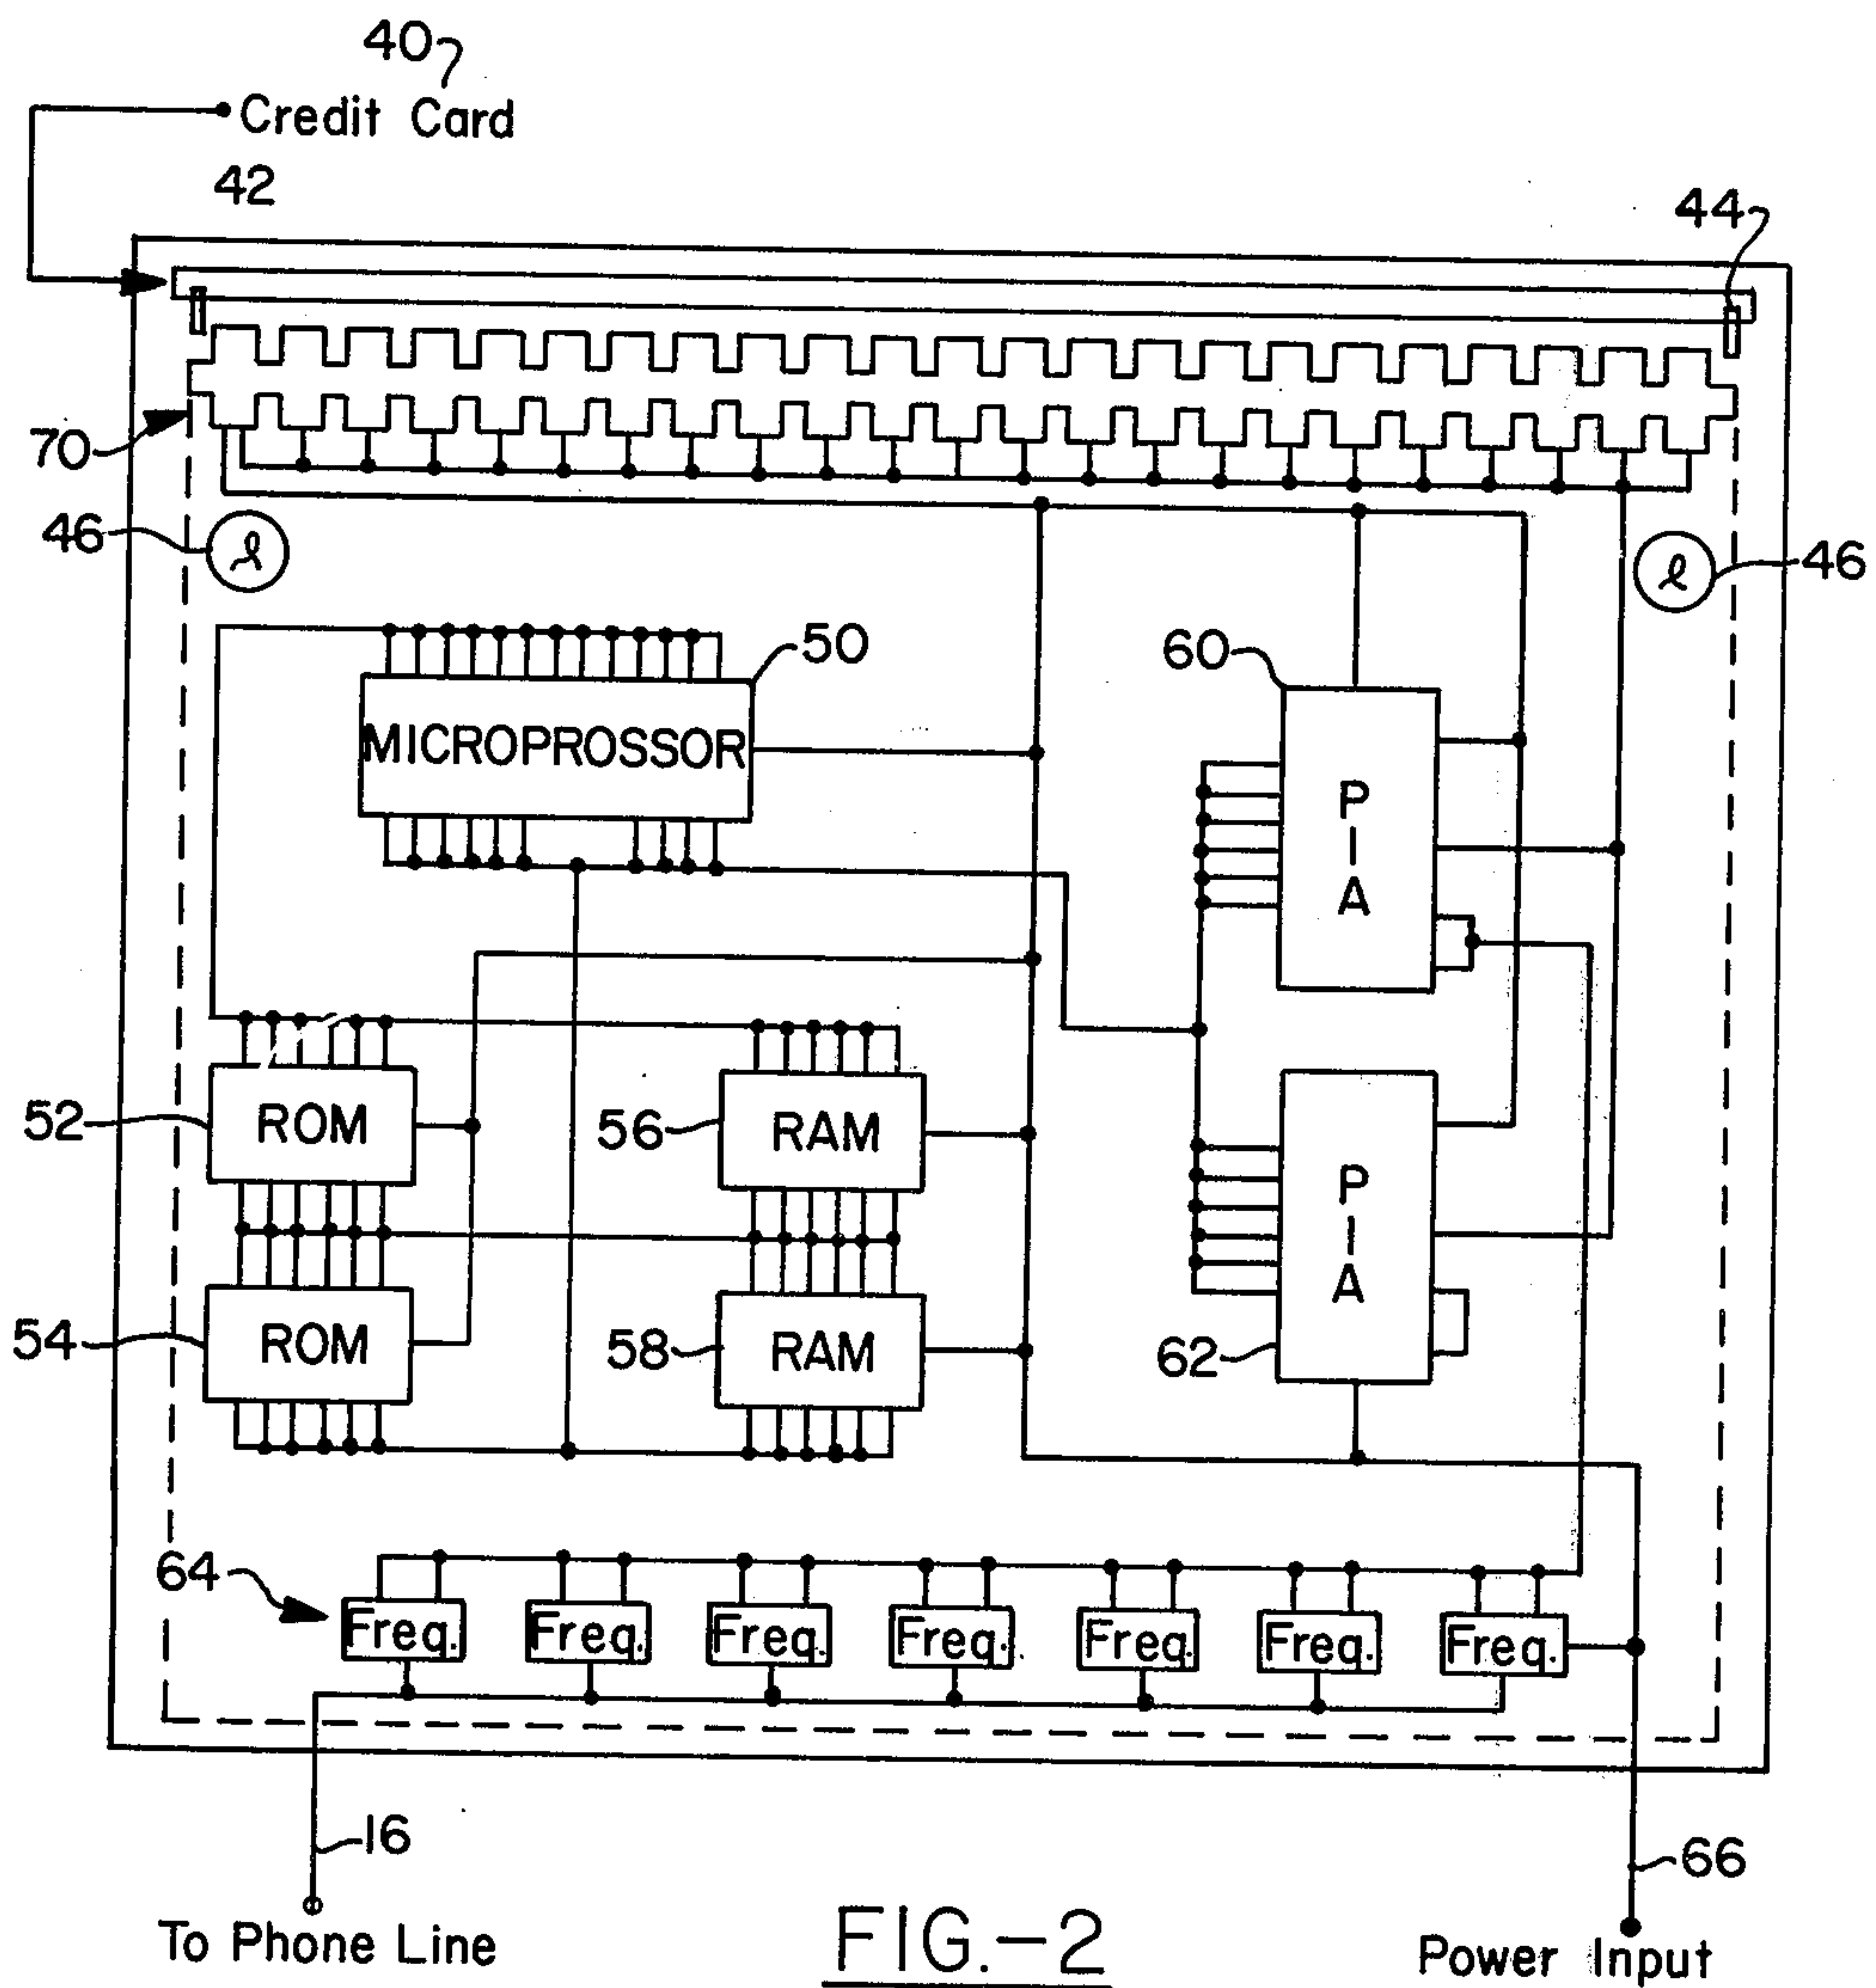 40
Credit Card
42
44
70
46
l
l
46
50
MICROPROSSOR
60
P
I
A
52
ROM
56
RAM
54
ROM
58
RAM
P
I
A
62
64
Freq.
Freq.
Freq.
Freq.
Freq.
Freq.
Freq.
16
66
To Phone Line
FIG.-2
Power Input